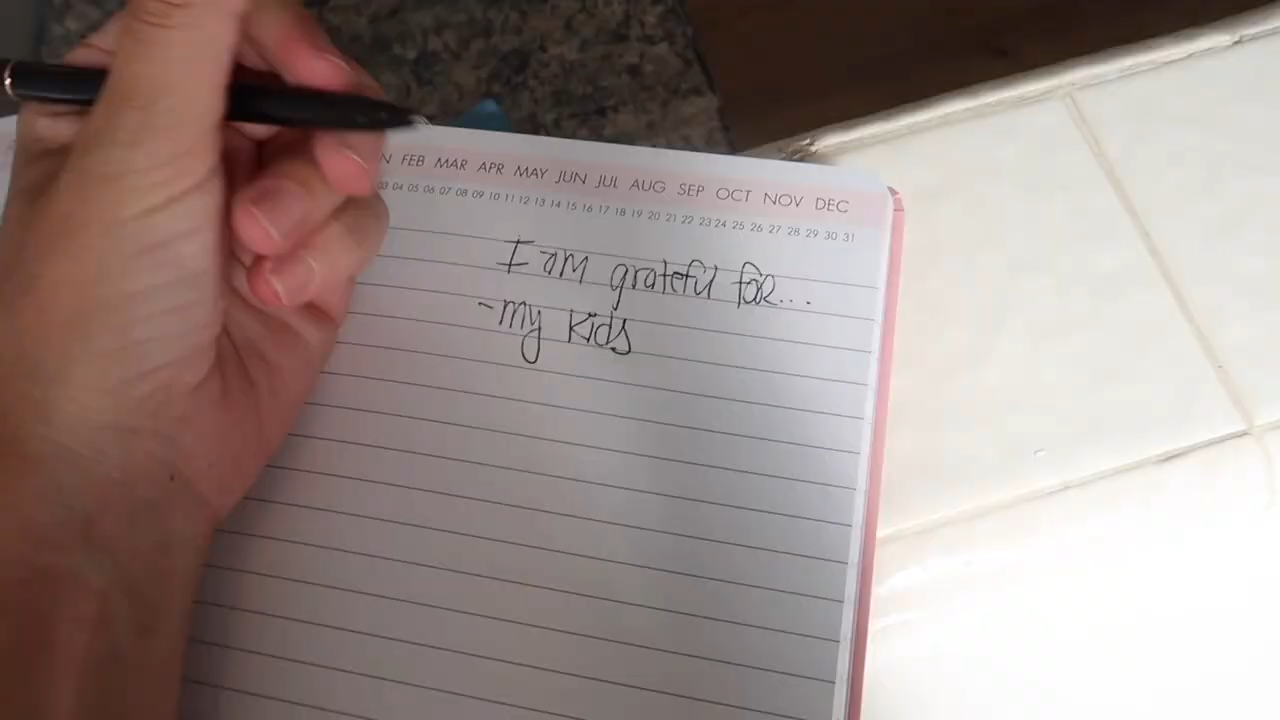 N FEB MAR APR MAY JUN JUL AUG SEP OCT NOV DEC
03 04 05 06 07 08 09 10 11 12 13 14 15 16 17 18 19 20 21 22 23 24 25 26 27 28 29 30 31
I am grateful for...
-my kids